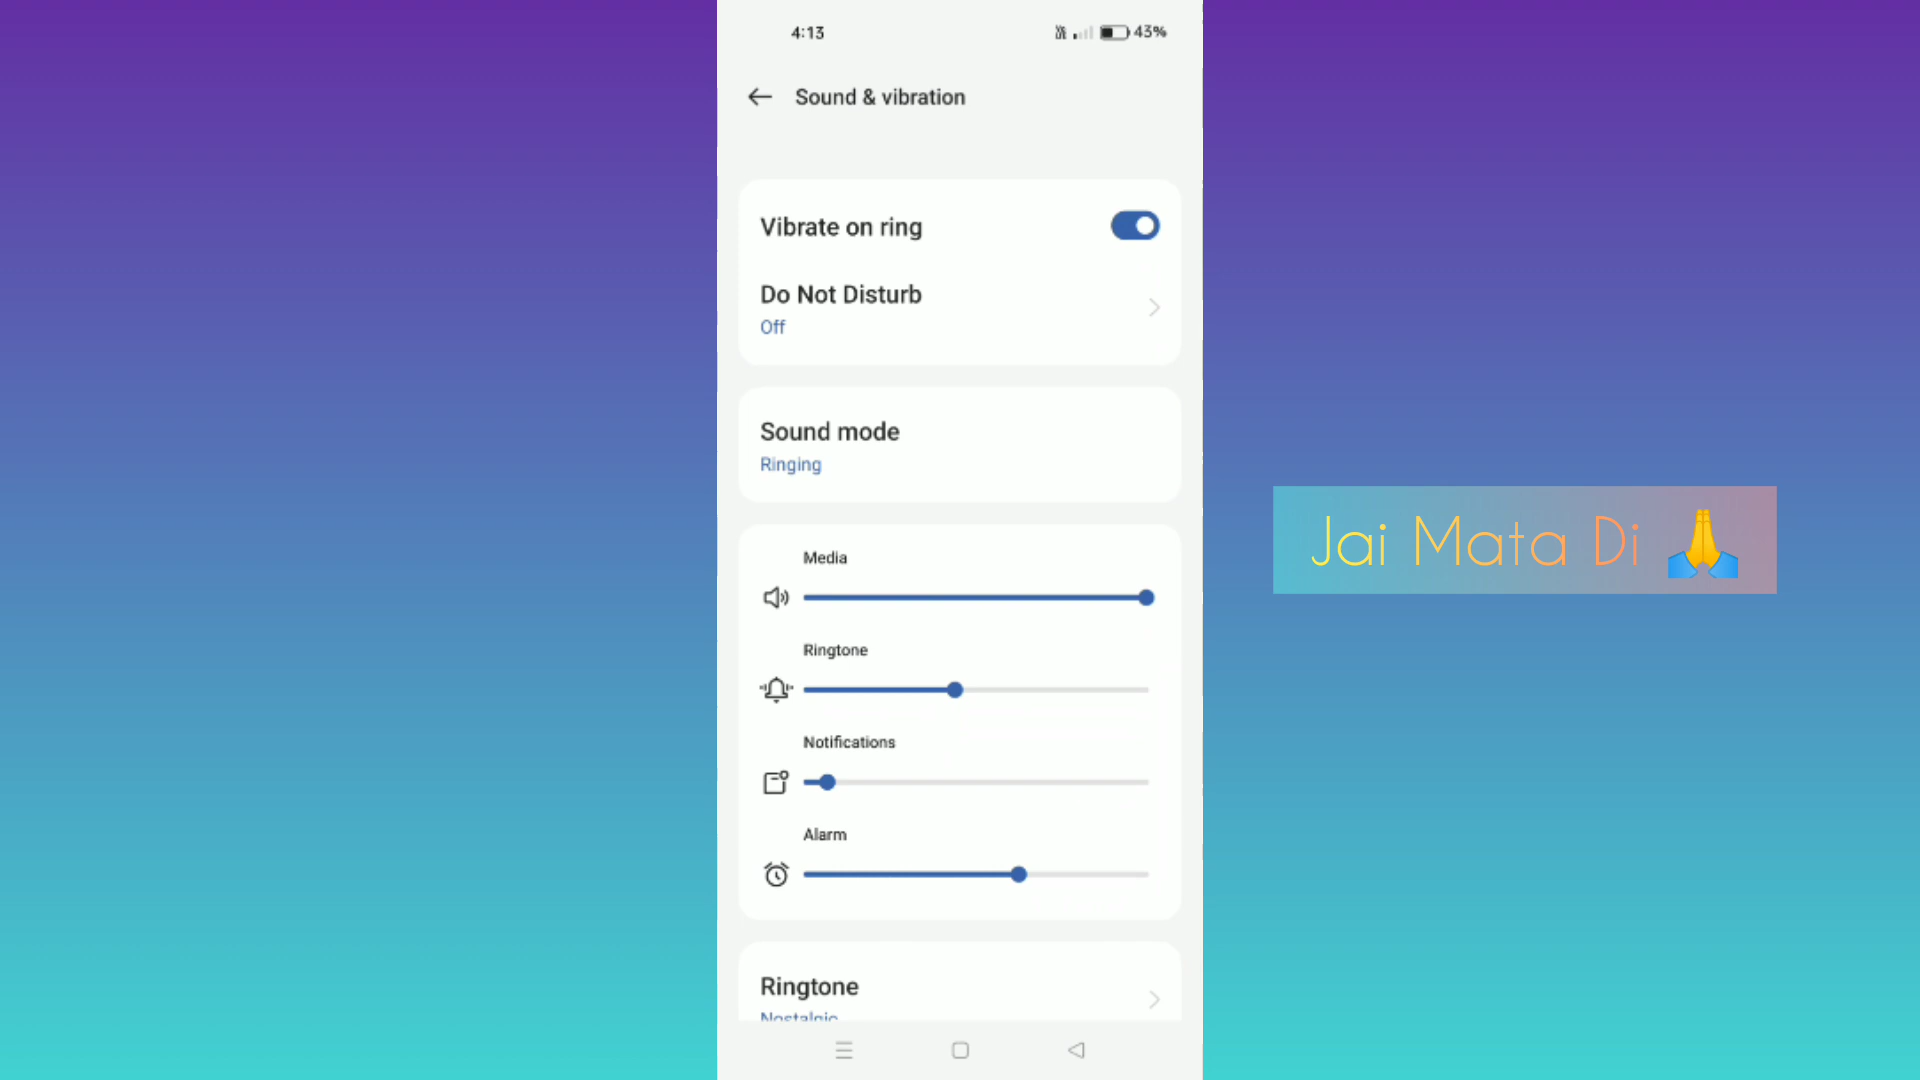 4:13
43%
Sound & vibration
Vibrate on ring
Do Not Disturb
Off
Sound mode
Ringing
Media
Ringtone
Notifications
Alarm
Ringtone
Nostalgic
Jai Mata Di 🙏